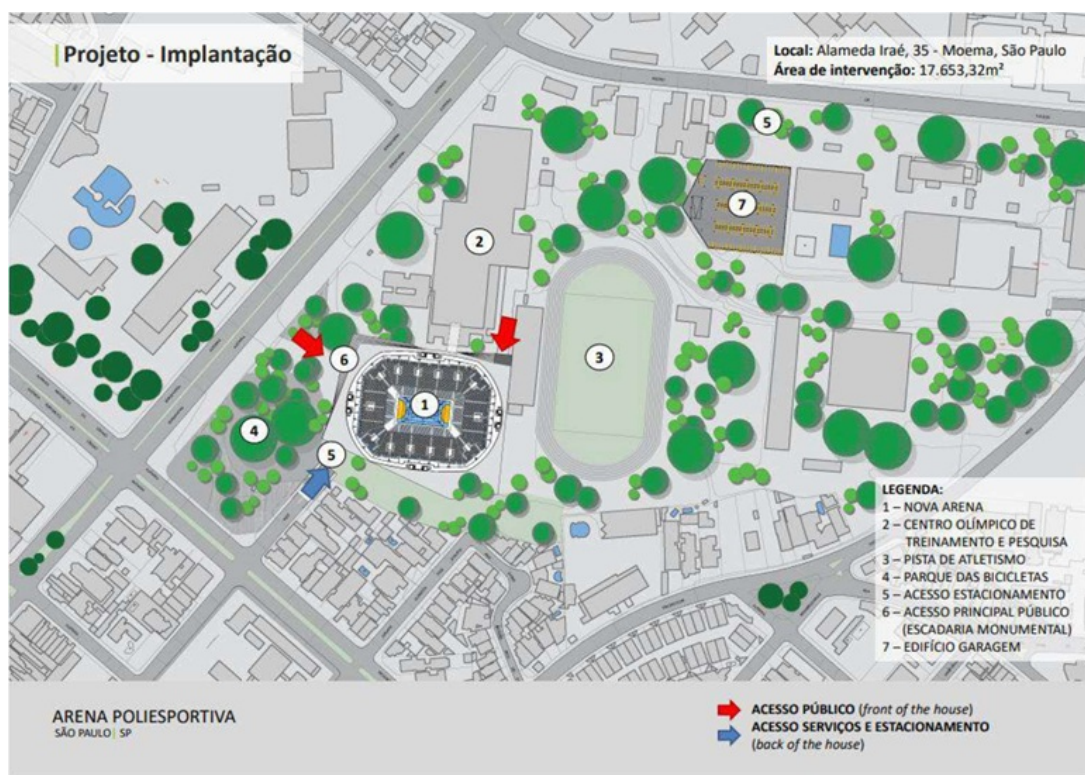 Projeto - Implantação
Local: Alameda Iraé, 35 - Moema, São Paulo
Área de intervenção: 17.653,32m²
5
7
2
3
6
1
4
5
LEGENDA:
1 – NOVA ARENA
2 – CENTRO OLÍMPICO DE
TREINAMENTO E PESQUISA
3 – PISTA DE ATLETISMO
4 – PARQUE DAS BICICLETAS
5 – ACESSO ESTACIONAMENTO
6 – ACESSO PRINCIPAL PÚBLICO
(ESCADARIA MONUMENTAL)
7 – EDIFÍCIO GARAGEM
ARENA POLIESPORTIVA
SÃO PAULO| SP
ACESSO PÚBLICO (front of the house)
ACESSO SERVIÇOS E ESTACIONAMENTO
(back of the house)